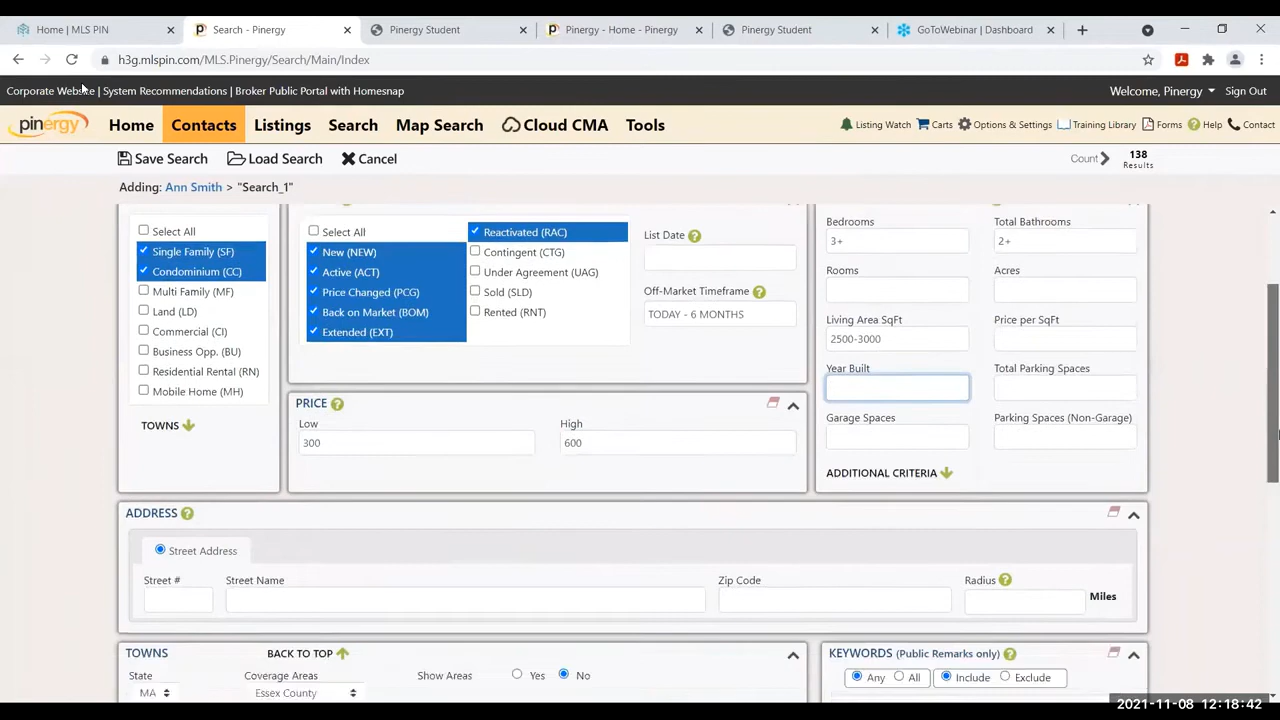 Home | MLS PIN
Search - Pinergy
Pinergy Student
Pinergy - Home - Pinergy
Pinergy Student
GoToWebinar | Dashboard
h3g.mlspin.com/MLS.Pinergy/Search/Main/Index
Corporate Website | System Recommendations | Broker Public Portal with Homesnap
Welcome, Pinergy
Sign Out
pinergy
Home Contacts Listings Search Map Search Cloud CMA Tools
Listing Watch Carts Options & Settings Training Library Forms Help Contact
Save Search Load Search Cancel
Count 138
Results
Adding: Ann Smith > "Search_1"
Select All
Single Family (SF)
Condominium (CC)
Multi Family (MF)
Land (LD)
Commercial (CI)
Business Opp. (BU)
Residential Rental (RN)
Mobile Home (MH)
TOWNS
Select All
New (NEW)
Active (ACT)
Price Changed (PCG)
Back on Market (BOM)
Extended (EXT)
Reactivated (RAC)
Contingent (CTG)
Under Agreement (UAG)
Sold (SLD)
Rented (RNT)
List Date
Off-Market Timeframe
TODAY - 6 MONTHS
PRICE
Low High
300 600
Bedrooms Total Bathrooms
3+ 2+
Rooms Acres
Living Area SqFt Price per SqFt
2500-3000
Year Built Total Parking Spaces
Garage Spaces Parking Spaces (Non-Garage)
ADDITIONAL CRITERIA
ADDRESS
Street Address
Street # Street Name Zip Code Radius
Miles
TOWNS BACK TO TOP
State Coverage Areas Show Areas Yes No
MA Essex County
KEYWORDS (Public Remarks only)
Any All Include Exclude
2021-11-08 12:18:42